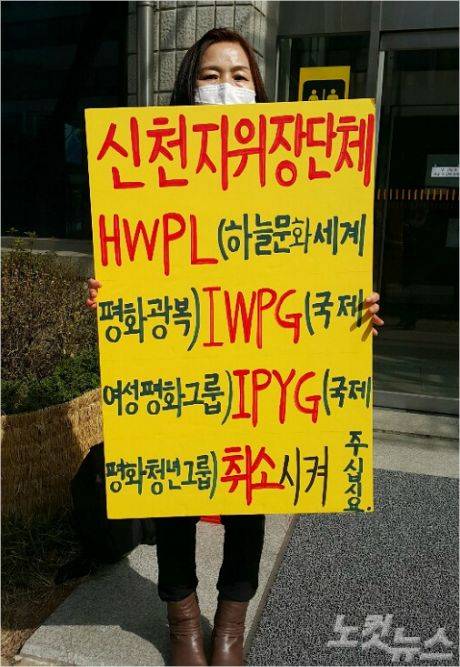 신천지위장단체
HWPL(하늘문화세계
평화광복)IWPG(국제
여성평화그룹)IPYG(국제
평화청년그룹)취소시켜
주십시요.
노컷뉴스